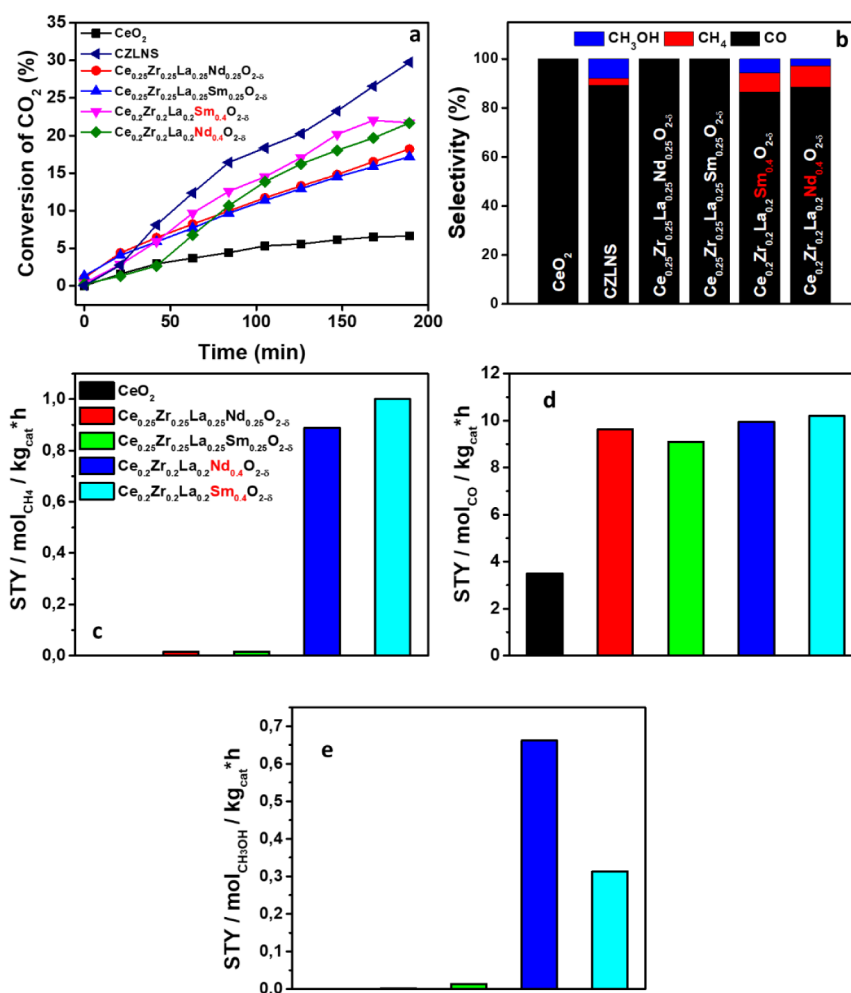 a
Conversion of CO₂ (%)
35
30
25
20
15
10
5
0
CeO₂
CZLNS
Ce₀.₂₅Zr₀.₂₅La₀.₂₅Nd₀.₂₅O₂₋δ
Ce₀.₂₅Zr₀.₂₅La₀.₂₅Sm₀.₂₅O₂₋δ
Ce₀.₂Zr₀.₂La₀.₂Sm₀.₄O₂₋δ
Ce₀.₂Zr₀.₂La₀.₂Nd₀.₄O₂₋δ
0 50 100 150 200
Time (min)
b
CH₃OH CH₄ CO
Selectivity (%)
100
80
60
40
20
0
CeO₂
CZLNS
Ce₀.₂₅Zr₀.₂₅La₀.₂₅Nd₀.₂₅O₂₋δ
Ce₀.₂₅Zr₀.₂₅La₀.₂₅Sm₀.₂₅O₂₋δ
Ce₀.₂Zr₀.₂La₀.₂Sm₀.₄O₂₋δ
Ce₀.₂Zr₀.₂La₀.₂Nd₀.₄O₂₋δ
STY / mol_CH4 / kg_cat*h
1,0
0,8
0,6
0,4
0,2
0,0
CeO₂
Ce₀.₂₅Zr₀.₂₅La₀.₂₅Nd₀.₂₅O₂₋δ
Ce₀.₂₅Zr₀.₂₅La₀.₂₅Sm₀.₂₅O₂₋δ
Ce₀.₂Zr₀.₂La₀.₂Nd₀.₄O₂₋δ
Ce₀.₂Zr₀.₂La₀.₂Sm₀.₄O₂₋δ
c
d
STY / mol_CO / kg_cat*h
12
10
8
6
4
2
0
e
STY / mol_CH3OH / kg_cat*h
0,7
0,6
0,5
0,4
0,3
0,2
0,1
0,0